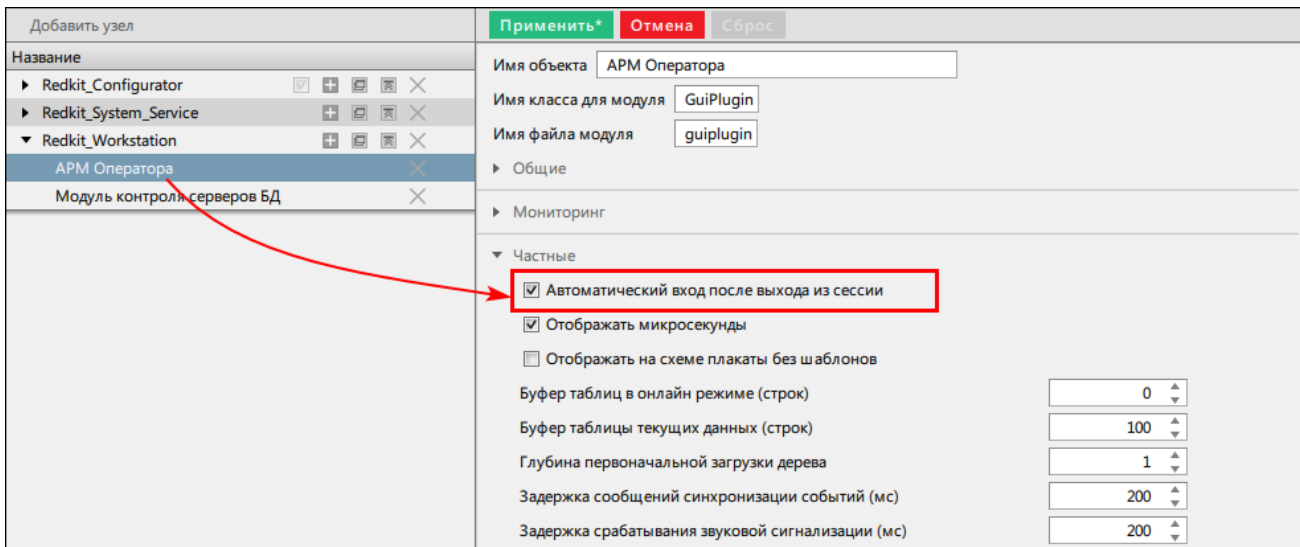 Добавить узел
Название
Redkit_Configurator
Redkit_System_Service
Redkit_Workstation
АРМ Оператора
Модуль контроля серверов БД
Применить* Отмена Сброс
Имя объекта АРМ Оператора
Имя класса для модуля GuiPlugin
Имя файла модуля guiplugin
Общие
Мониторинг
Частные
Автоматический вход после выхода из сессии
Отображать микросекунды
Отображать на схеме плакаты без шаблонов
Буфер таблиц в онлайн режиме (строк) 0
Буфер таблицы текущих данных (строк) 100
Глубина первоначальной загрузки дерева 1
Задержка сообщений синхронизации событий (мс) 200
Задержка срабатывания звуковой сигнализации (мс) 200